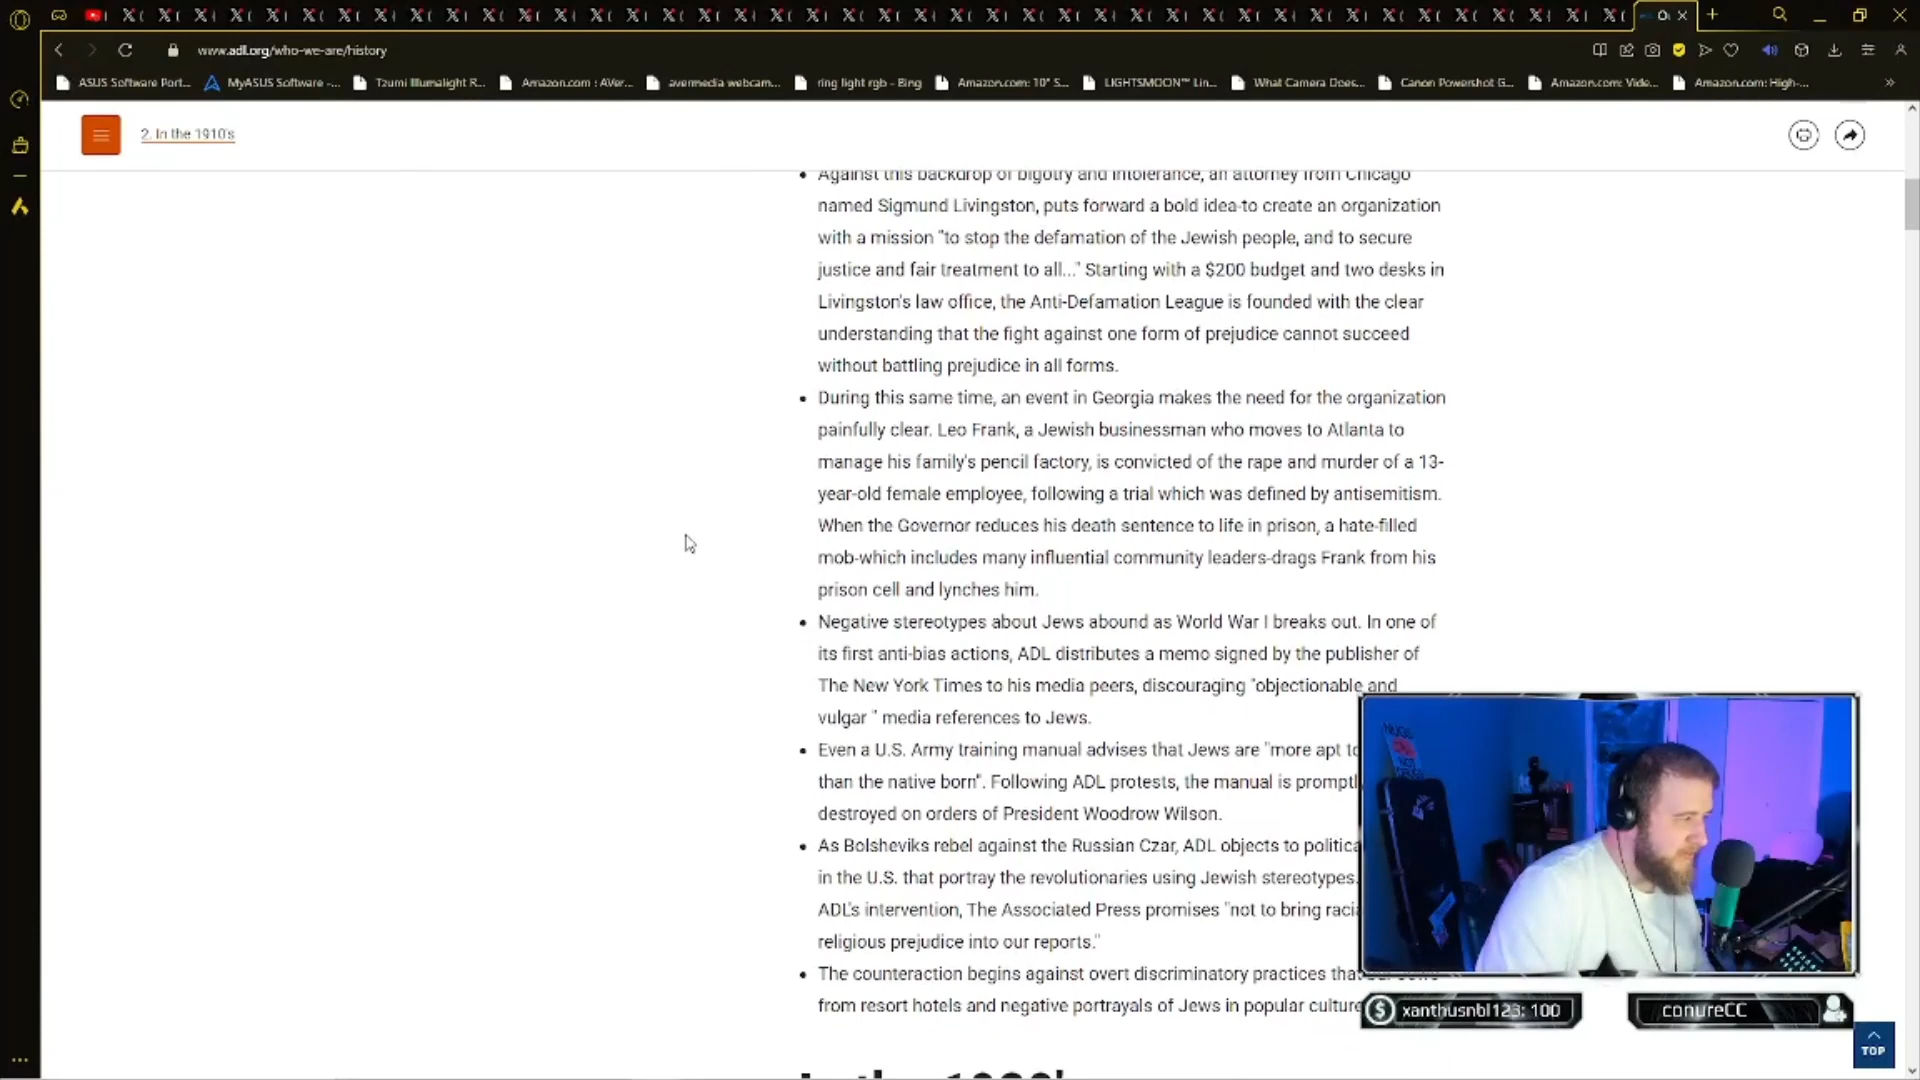 www.adl.org/who-we-are/history
ASUS Software Port... MyASUS Software -... Tzumi Illumalight R... Amazon.com : AVer... avermedia webcam... ring light rgb - Bing Amazon.com: 10" S... LIGHTSMOON™ Lin... What Camera Does... Canon Powershot G... Amazon.com: Vide... Amazon.com: High-...
2. In the 1910's
Against this backdrop of bigotry and intolerance, an attorney from Chicago
named Sigmund Livingston, puts forward a bold idea-to create an organization
with a mission "to stop the defamation of the Jewish people, and to secure
justice and fair treatment to all..." Starting with a $200 budget and two desks in
Livingston's law office, the Anti-Defamation League is founded with the clear
understanding that the fight against one form of prejudice cannot succeed
without battling prejudice in all forms.
During this same time, an event in Georgia makes the need for the organization
painfully clear. Leo Frank, a Jewish businessman who moves to Atlanta to
manage his family's pencil factory, is convicted of the rape and murder of a 13-
year-old female employee, following a trial which was defined by antisemitism.
When the Governor reduces his death sentence to life in prison, a hate-filled
mob-which includes many influential community leaders-drags Frank from his
prison cell and lynches him.
Negative stereotypes about Jews abound as World War I breaks out. In one of
its first anti-bias actions, ADL distributes a memo signed by the publisher of
The New York Times to his media peers, discouraging "objectionable and
vulgar " media references to Jews.
Even a U.S. Army training manual advises that Jews are "more apt to
than the native born". Following ADL protests, the manual is promptl
destroyed on orders of President Woodrow Wilson.
As Bolsheviks rebel against the Russian Czar, ADL objects to politica
in the U.S. that portray the revolutionaries using Jewish stereotypes.
ADL's intervention, The Associated Press promises "not to bring raci
religious prejudice into our reports."
The counteraction begins against overt discriminatory practices
from resort hotels and negative portrayals of Jews in popular culture
xanthusnbl123: 100
conureCC
TOP